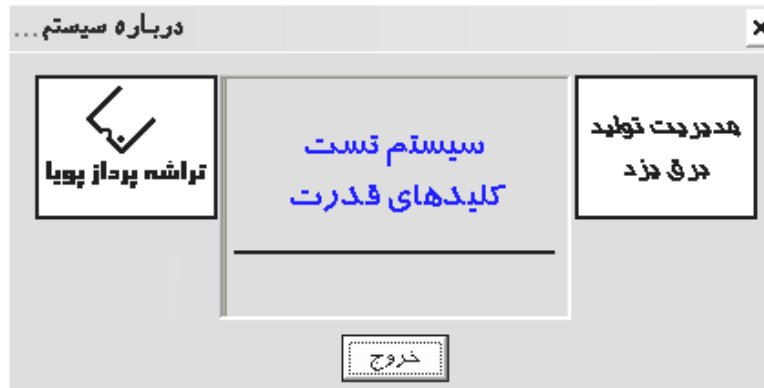 درباره سیستم...
مدیریت تولید
برق یزد
سیستم تست
کلیدهای قدرت
تراشه پرداز پویا
خروج